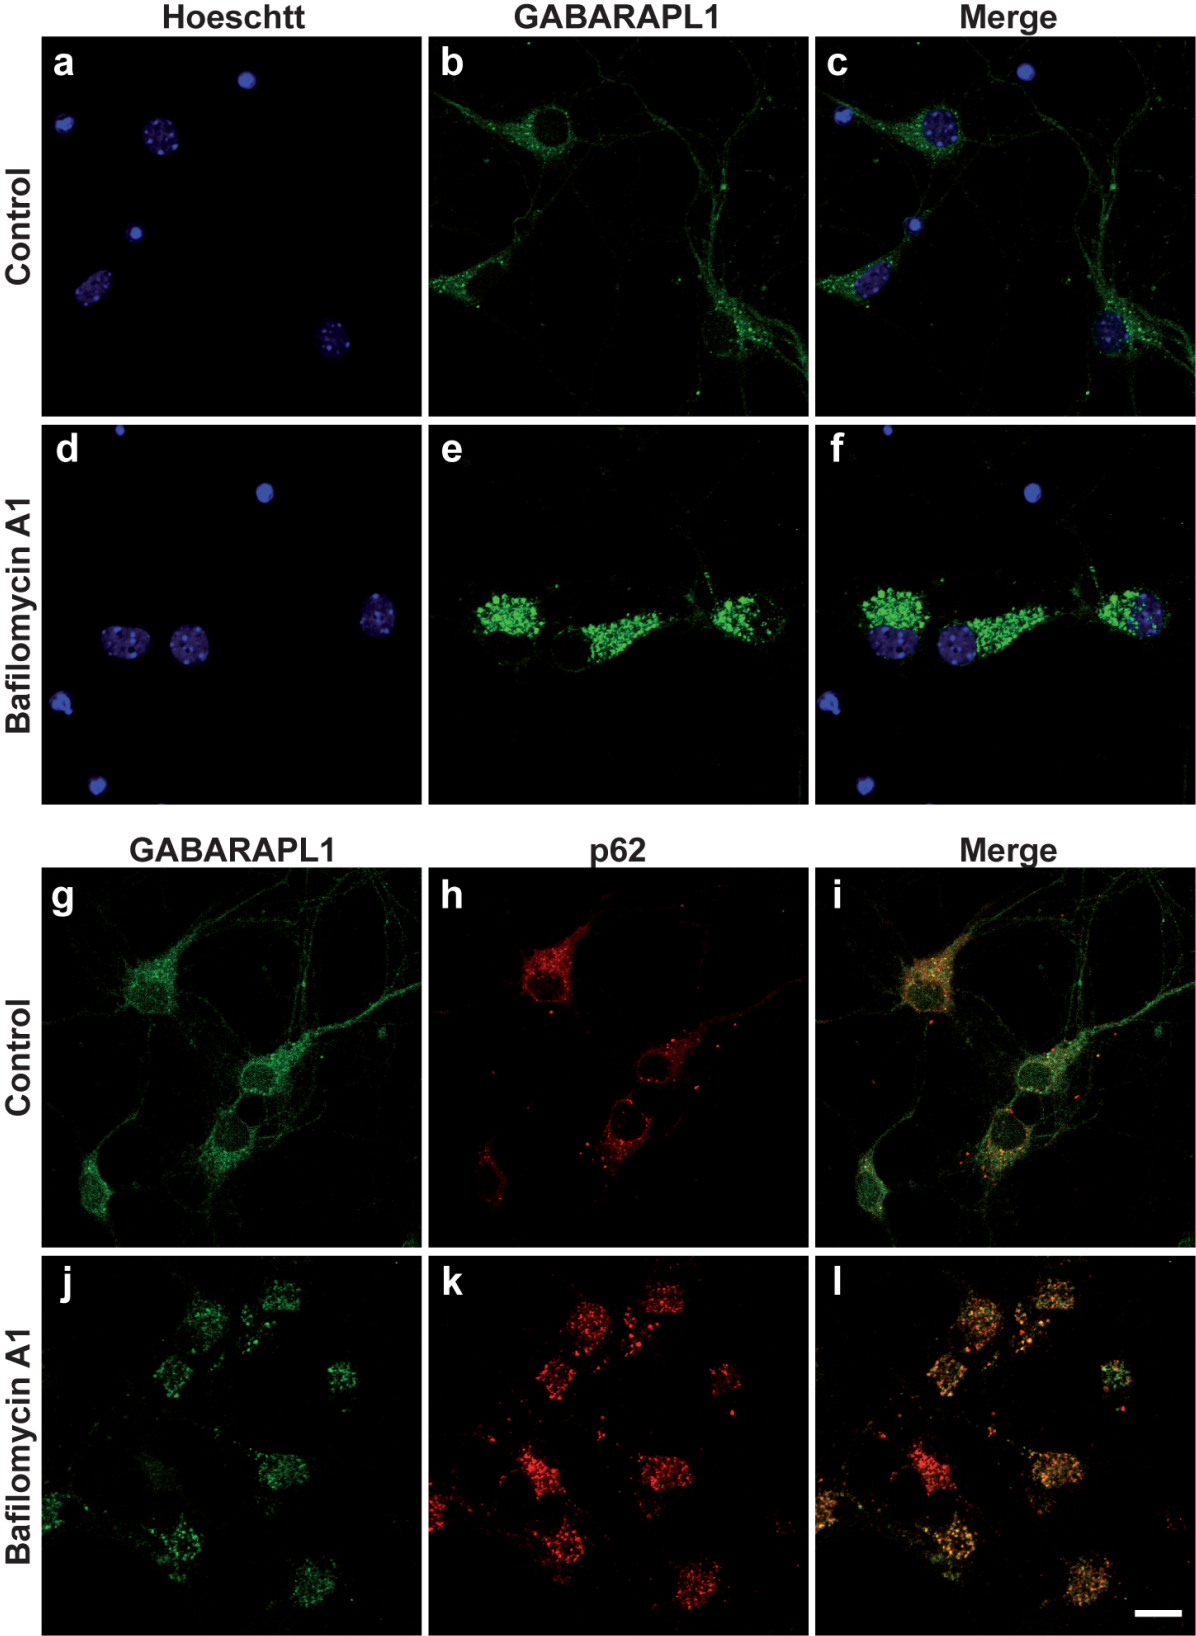 Hoeschtt GABARAPL1 Merge
Control
a b c
Bafilomycin A1
d e f
GABARAPL1 p62 Merge
Control
g h i
Bafilomycin A1
j k l